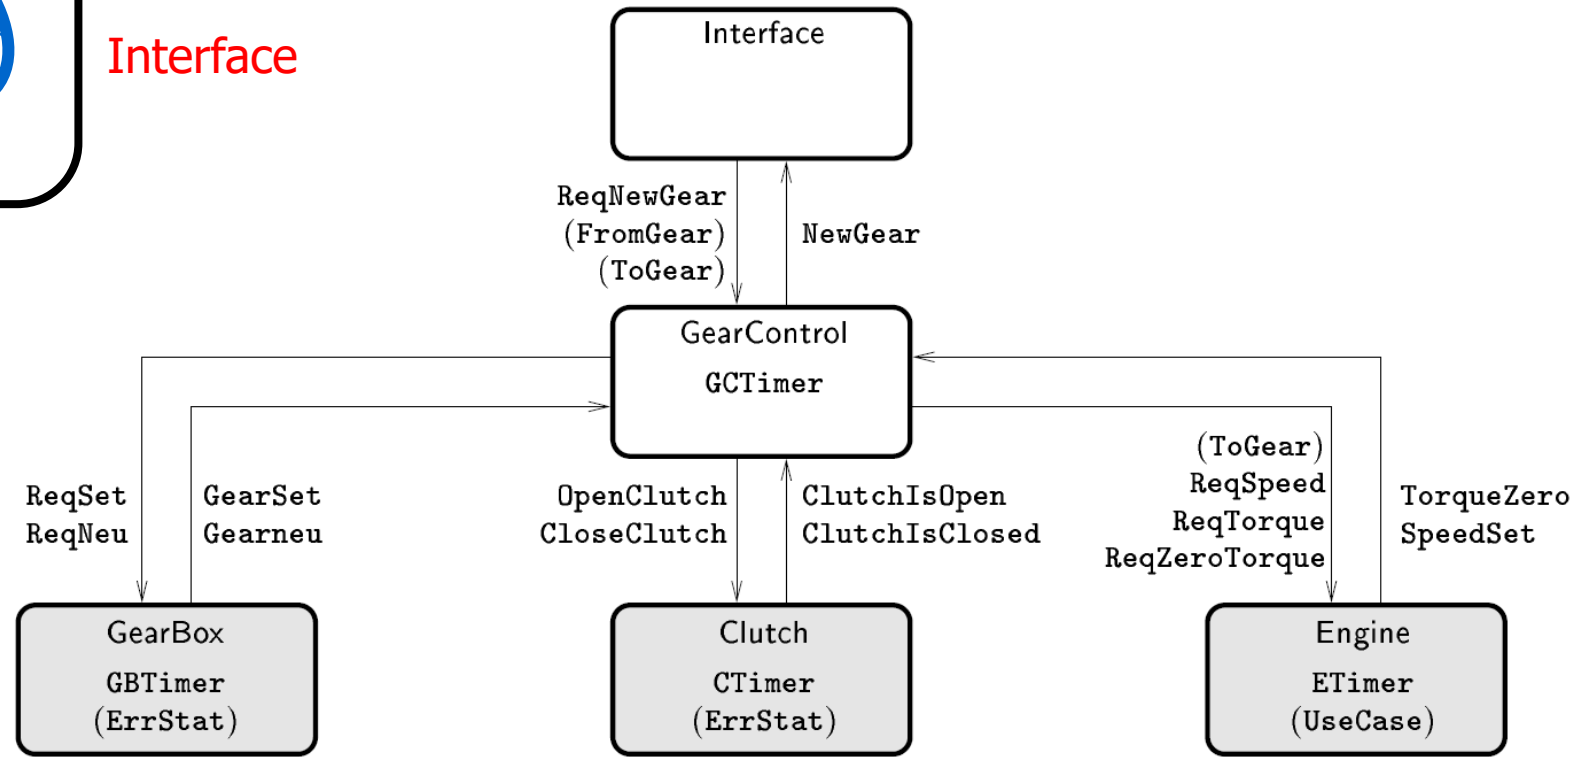 Interface
Interface
ReqNewGear
(FromGear)
(ToGear)
NewGear
GearControl
GCTimer
ReqSet
ReqNeu
GearSet
Gearneu
OpenClutch
CloseClutch
ClutchIsOpen
ClutchIsClosed
(ToGear)
ReqSpeed
ReqTorque
ReqZeroTorque
TorqueZero
SpeedSet
GearBox
GBTimer
(ErrStat)
Clutch
CTimer
(ErrStat)
Engine
ETimer
(UseCase)